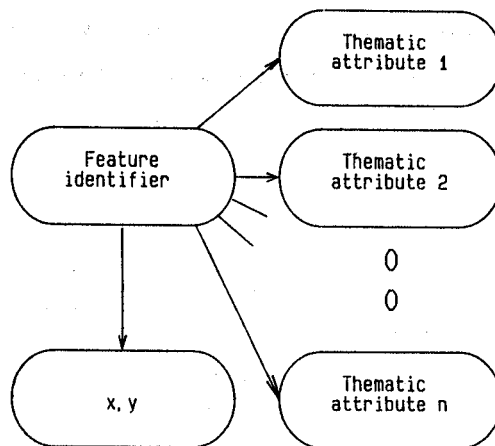 Thematic
attribute 1
Feature
identifier
Thematic
attribute 2
0
0
x, y
Thematic
attribute n